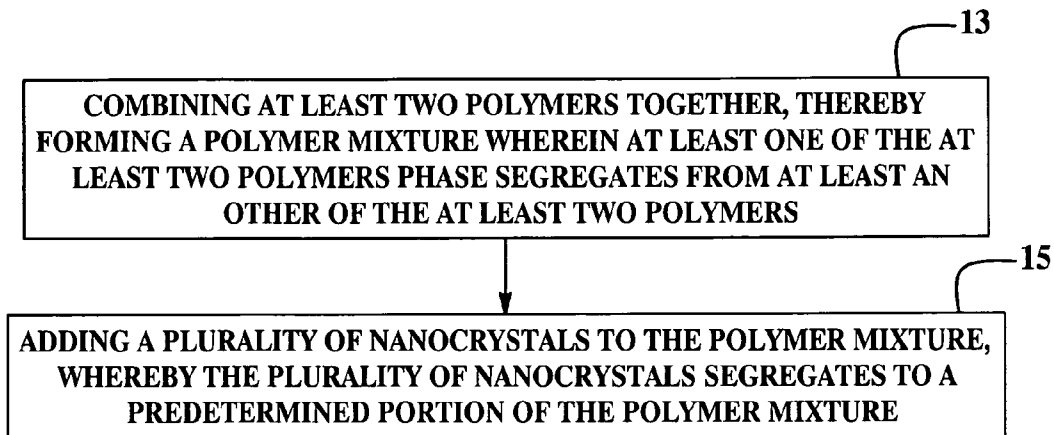 13
COMBINING AT LEAST TWO POLYMERS TOGETHER, THEREBY
FORMING A POLYMER MIXTURE WHEREIN AT LEAST ONE OF THE AT
LEAST TWO POLYMERS PHASE SEGREGATES FROM AT LEAST AN
OTHER OF THE AT LEAST TWO POLYMERS
15
ADDING A PLURALITY OF NANOCRYSTALS TO THE POLYMER MIXTURE,
WHEREBY THE PLURALITY OF NANOCRYSTALS SEGREGATES TO A
PREDETERMINED PORTION OF THE POLYMER MIXTURE